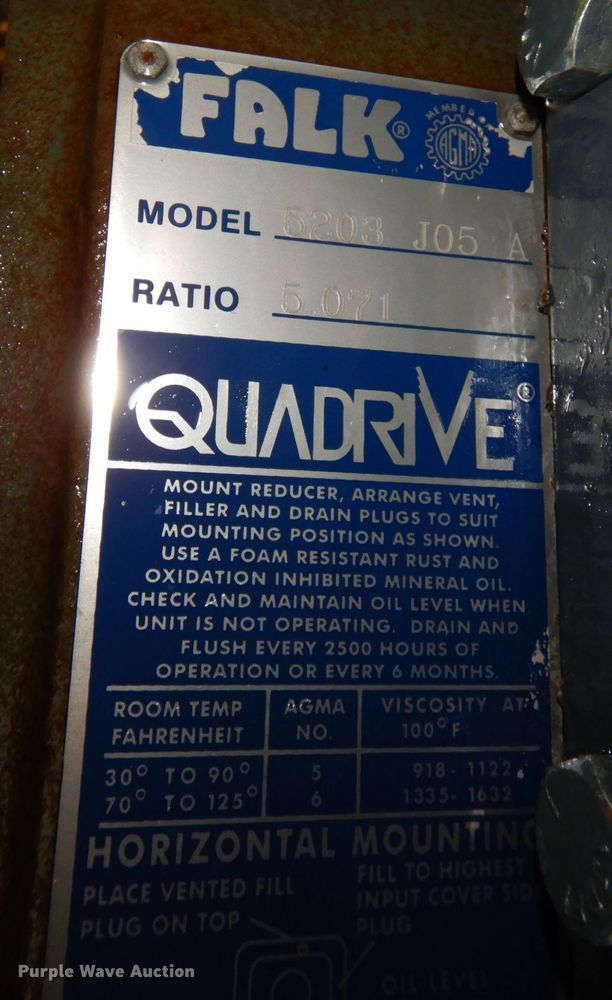 FALK®
MEMBER
AGMA
MODEL 5203 J05 A
RATIO 5.071
QUADRIVE®
MOUNT REDUCER, ARRANGE VENT,
FILLER AND DRAIN PLUGS TO SUIT
MOUNTING POSITION AS SHOWN.
USE A FOAM RESISTANT RUST AND
OXIDATION INHIBITED MINERAL OIL.
CHECK AND MAINTAIN OIL LEVEL WHEN
UNIT IS NOT OPERATING. DRAIN AND
FLUSH EVERY 2500 HOURS OF
OPERATION OR EVERY 6 MONTHS.
ROOM TEMP AGMA VISCOSITY AT
FAHRENHEIT NO. 100°F
30° TO 90° 5 918-1122
70° TO 125° 6 1335-1632
HORIZONTAL MOUNTING
PLACE VENTED FILL
PLUG ON TOP
FILL TO HIGHEST
INPUT COVER SIDE
PLUG
OIL LEVEL
Purple Wave Auction